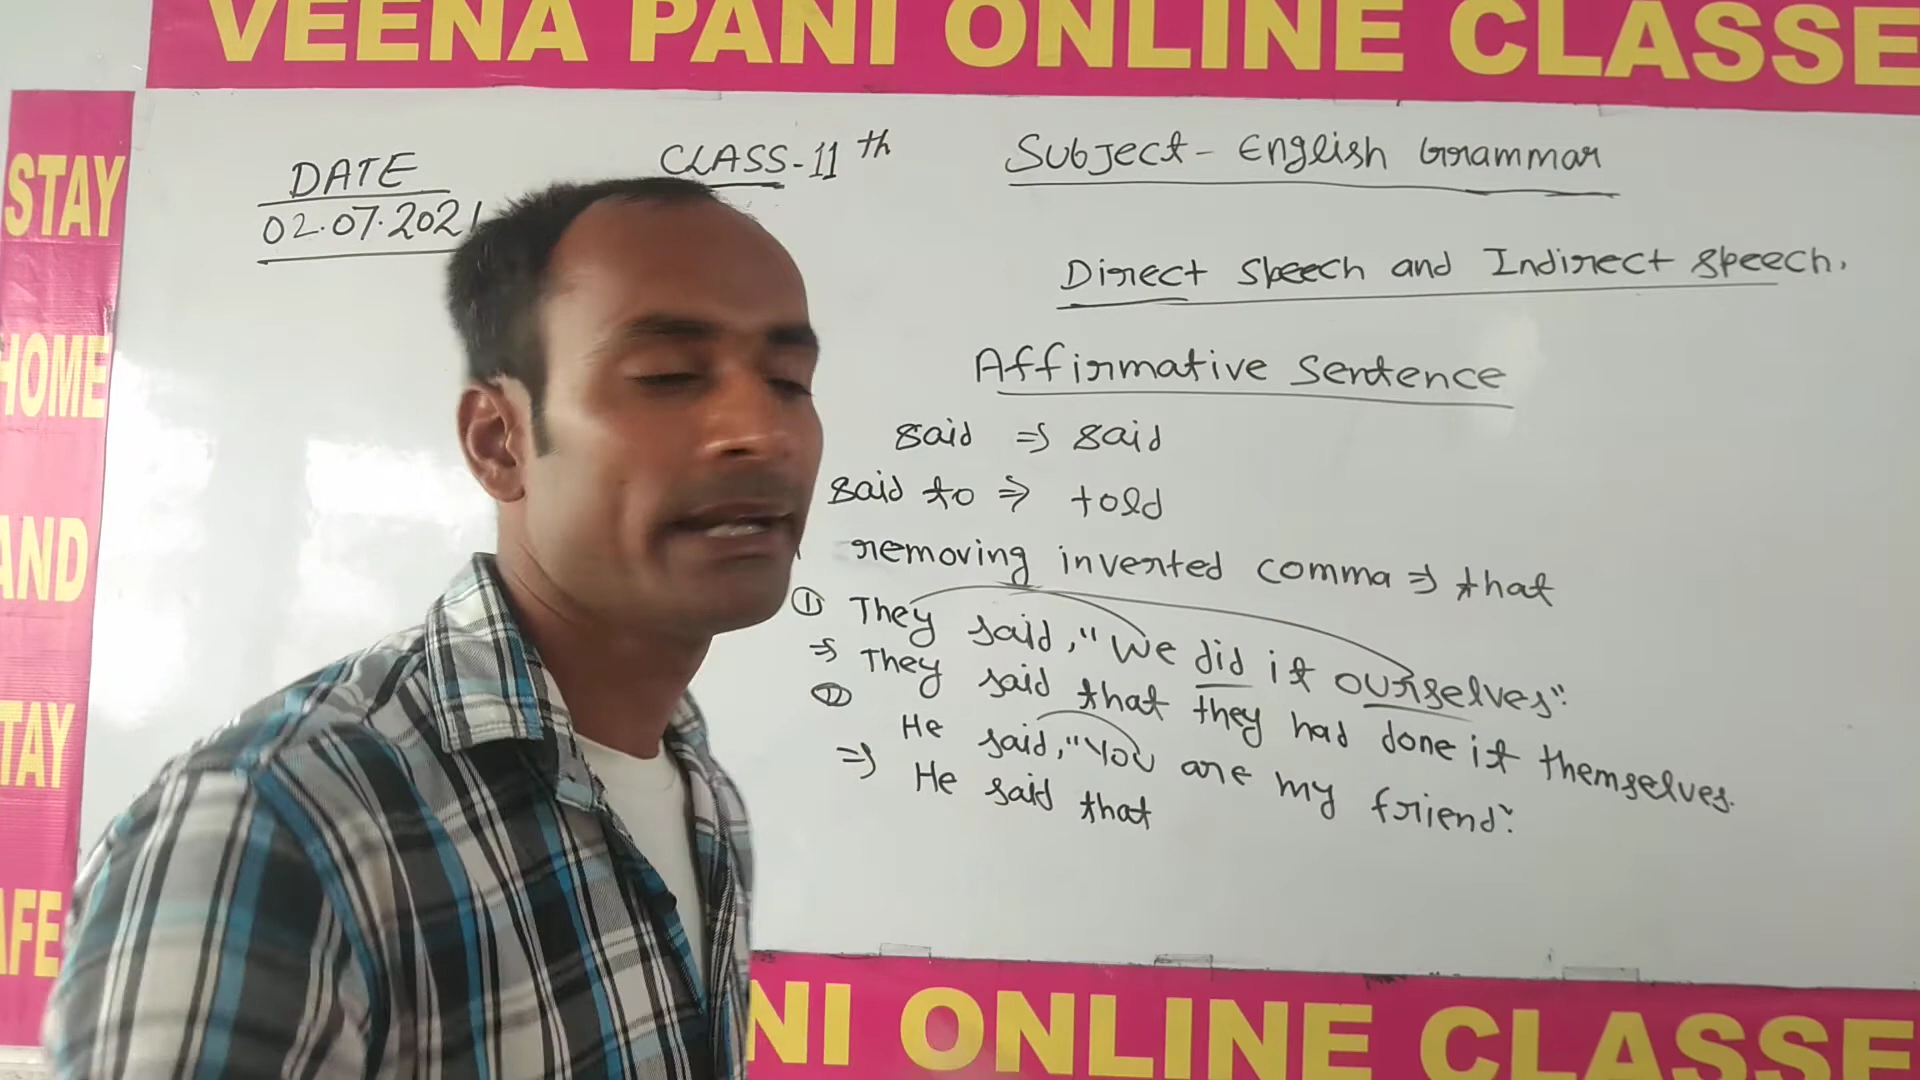 VEENA PANI ONLINE CLASSE
STAY
HOME
AND
STAY
AFE
DATE
02.07.2021
CLASS-11th
Subject- English Grammar
Direct speech and Indirect speech.
Affirmative Sentence
said ⇒ said
said to ⇒ told
removing inverted comma ⇒ that
① They said, "We did it ourselves".
⇒ They said that they had done it themselves.
② He said, "You are my friend".
⇒ He said that
NI ONLINE CLASSE